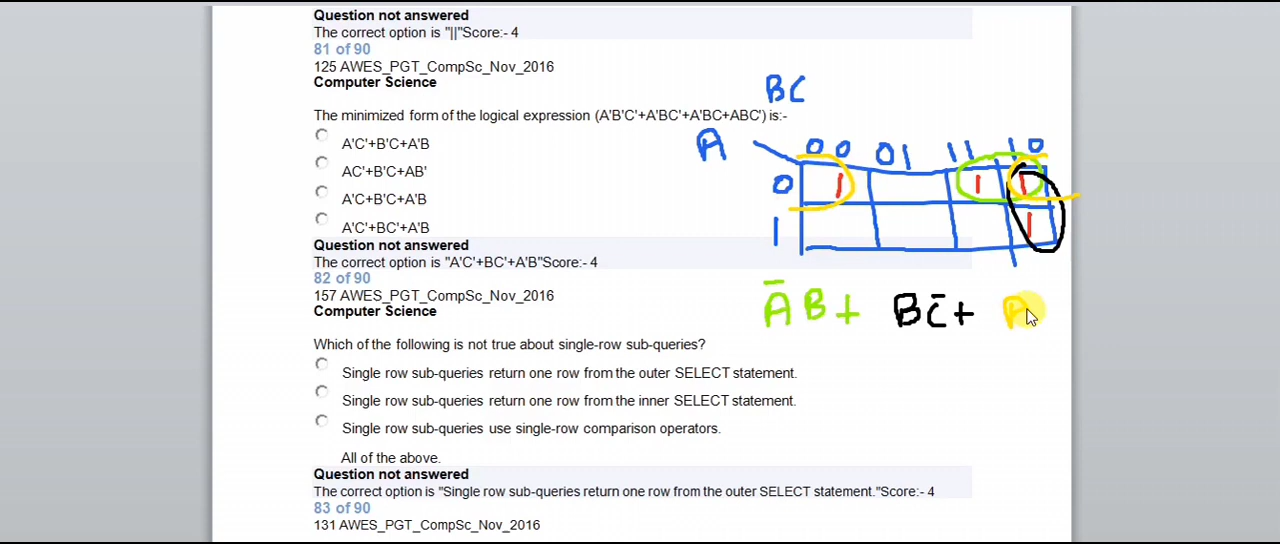 Question not answered
The correct option is "||"Score:- 4
81 of 90
125 AWES_PGT_CompSc_Nov_2016
Computer Science
The minimized form of the logical expression (A'B'C'+A'BC'+A'BC+ABC') is:-
A'C'+B'C+A'B
AC'+B'C+AB'
A'C+B'C+A'B
A'C'+BC'+A'B
Question not answered
The correct option is "A'C'+BC'+A'B"Score:- 4
82 of 90
157 AWES_PGT_CompSc_Nov_2016
Computer Science
Which of the following is not true about single-row sub-queries?
Single row sub-queries return one row from the outer SELECT statement.
Single row sub-queries return one row from the inner SELECT statement.
Single row sub-queries use single-row comparison operators.
All of the above.
Question not answered
The correct option is "Single row sub-queries return one row from the outer SELECT statement."Score:- 4
83 of 90
131 AWES_PGT_CompSc_Nov_2016
BC
A 00 01 11 10
0 1 1 1
1 1
A̅B+ BC̅+